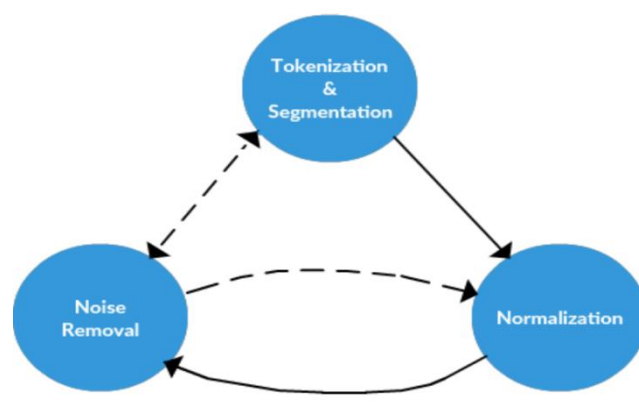 Tokenization
&
Segmentation
Noise
Removal
Normalization